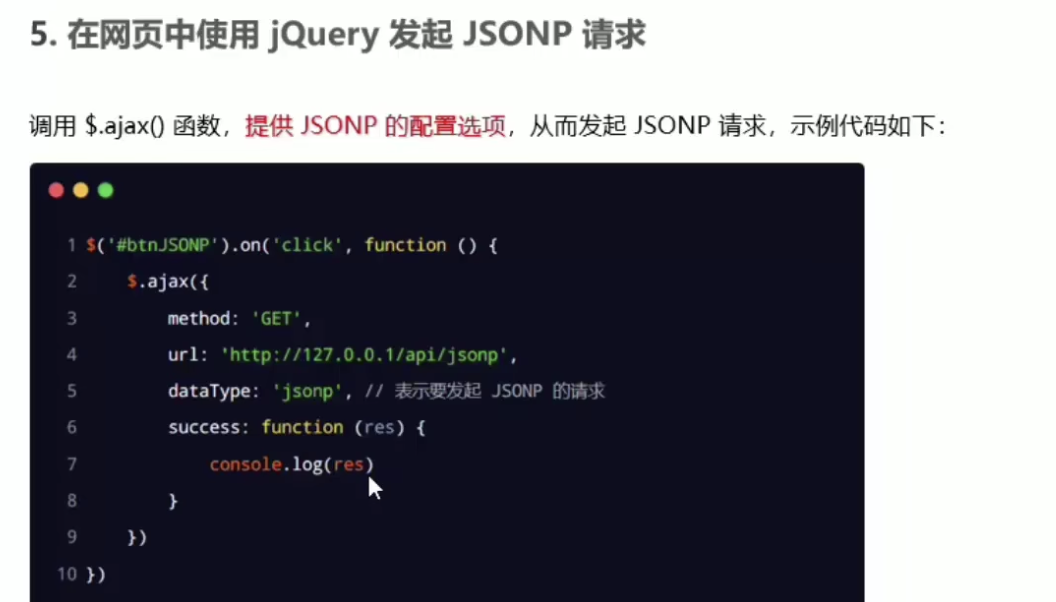 5. 在网页中使用 jQuery 发起 JSONP 请求
调用 $.ajax() 函数，提供 JSONP 的配置选项，从而发起 JSONP 请求，示例代码如下：
1 $('#btnJSONP').on('click', function () {
2 $.ajax({
3 method: 'GET',
4 url: 'http://127.0.0.1/api/jsonp',
5 dataType: 'jsonp', // 表示要发起 JSONP 的请求
6 success: function (res) {
7 console.log(res)
8 }
9 })
10 })